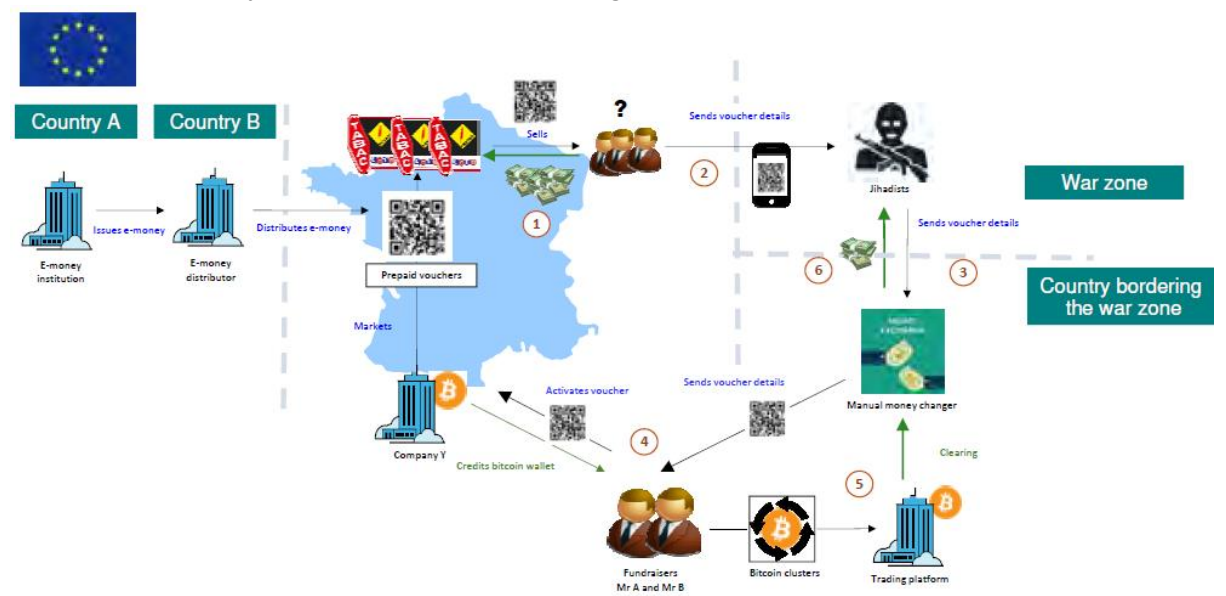 Country A
Country B
War zone
Country bordering
the war zone
E-money
institution
Issues e-money
E-money
distributor
Distributes e-money
TABAC
TABAC
TABAC
Prepaid vouchers
Markets
Company Y
Sells
1
?
Sends voucher details
2
Jihadists
Sends voucher details
3
6
Manual money changer
Sends voucher details
Activates voucher
4
Credits bitcoin wallet
Fundraisers
Mr A and Mr B
Bitcoin clusters
5
Clearing
Trading platform